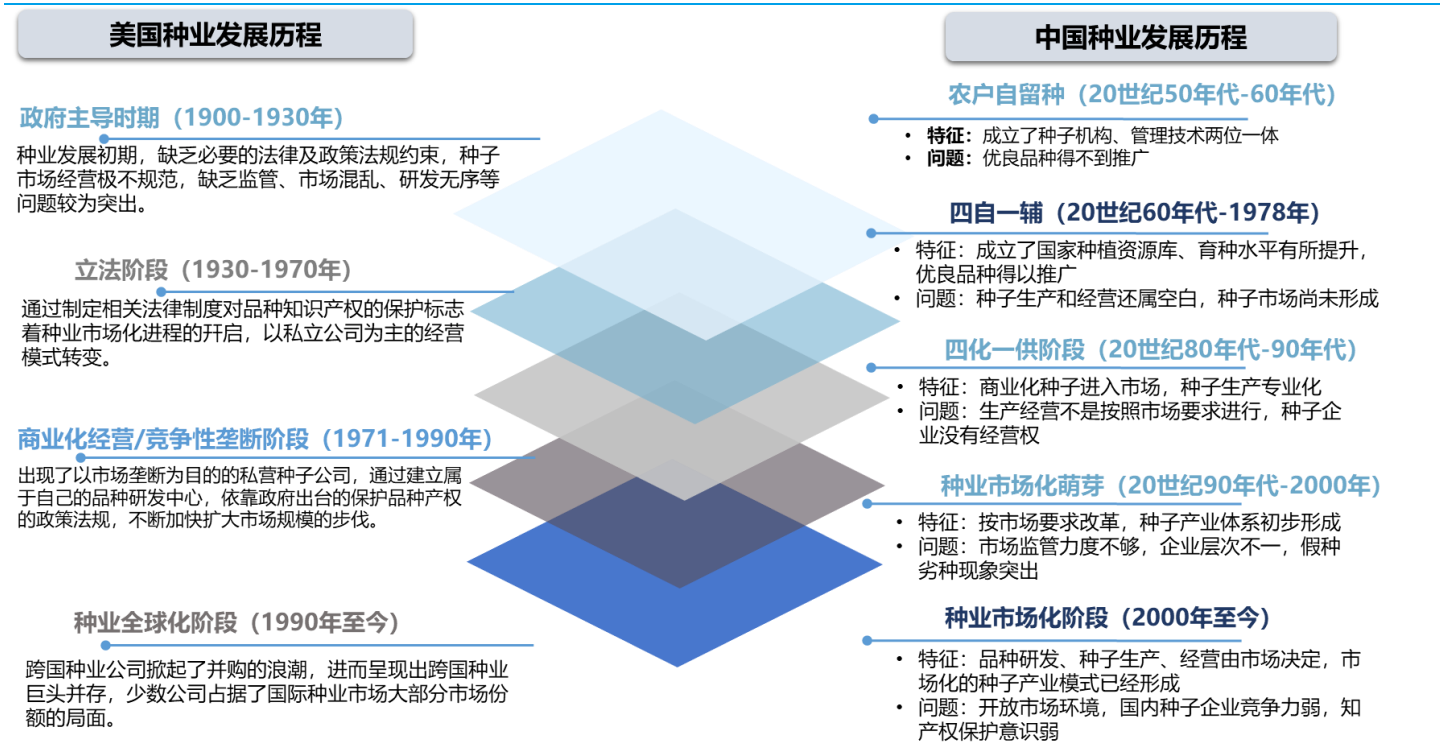 美国种业发展历程
政府主导时期（1900-1930年）
种业发展初期，缺乏必要的法律及政策法规约束，种子
市场经营极不规范，缺乏监管、市场混乱、研发无序等
问题较为突出。
立法阶段（1930-1970年）
通过制定相关法律制度对品种知识产权的保护标志
着种业市场化进程的开启，以私立公司为主的经营
模式转变。
商业化经营/竞争性垄断阶段（1971-1990年）
出现了以市场垄断为目的的私营种子公司，通过建立属
于自己的品种研发中心，依靠政府出台的保护品种产权
的政策法规，不断加快扩大市场规模的步伐。
种业全球化阶段（1990年至今）
跨国种业公司掀起了并购的浪潮，进而呈现出跨国种业
巨头并存，少数公司占据了国际种业市场大部分市场份
额的局面。
中国种业发展历程
农户自留种（20世纪50年代-60年代）
• 特征：成立了种子机构、管理技术两位一体
• 问题：优良品种得不到推广
四自一辅（20世纪60年代-1978年）
• 特征：成立了国家种植资源库、育种水平有所提升，
优良品种得以推广
• 问题：种子生产和经营还属空白，种子市场尚未形成
四化一供阶段（20世纪80年代-90年代）
• 特征：商业化种子进入市场，种子生产专业化
• 问题：生产经营不是按照市场要求进行，种子企
业没有经营权
种业市场化萌芽（20世纪90年代-2000年）
• 特征：按市场要求改革，种子产业体系初步形成
• 问题：市场监管力度不够，企业层次不一，假种
劣种现象突出
种业市场化阶段（2000年至今）
• 特征：品种研发、种子生产、经营由市场决定，市
场化的种子产业模式已经形成
• 问题：开放市场环境，国内种子企业竞争力弱，知
产权保护意识弱